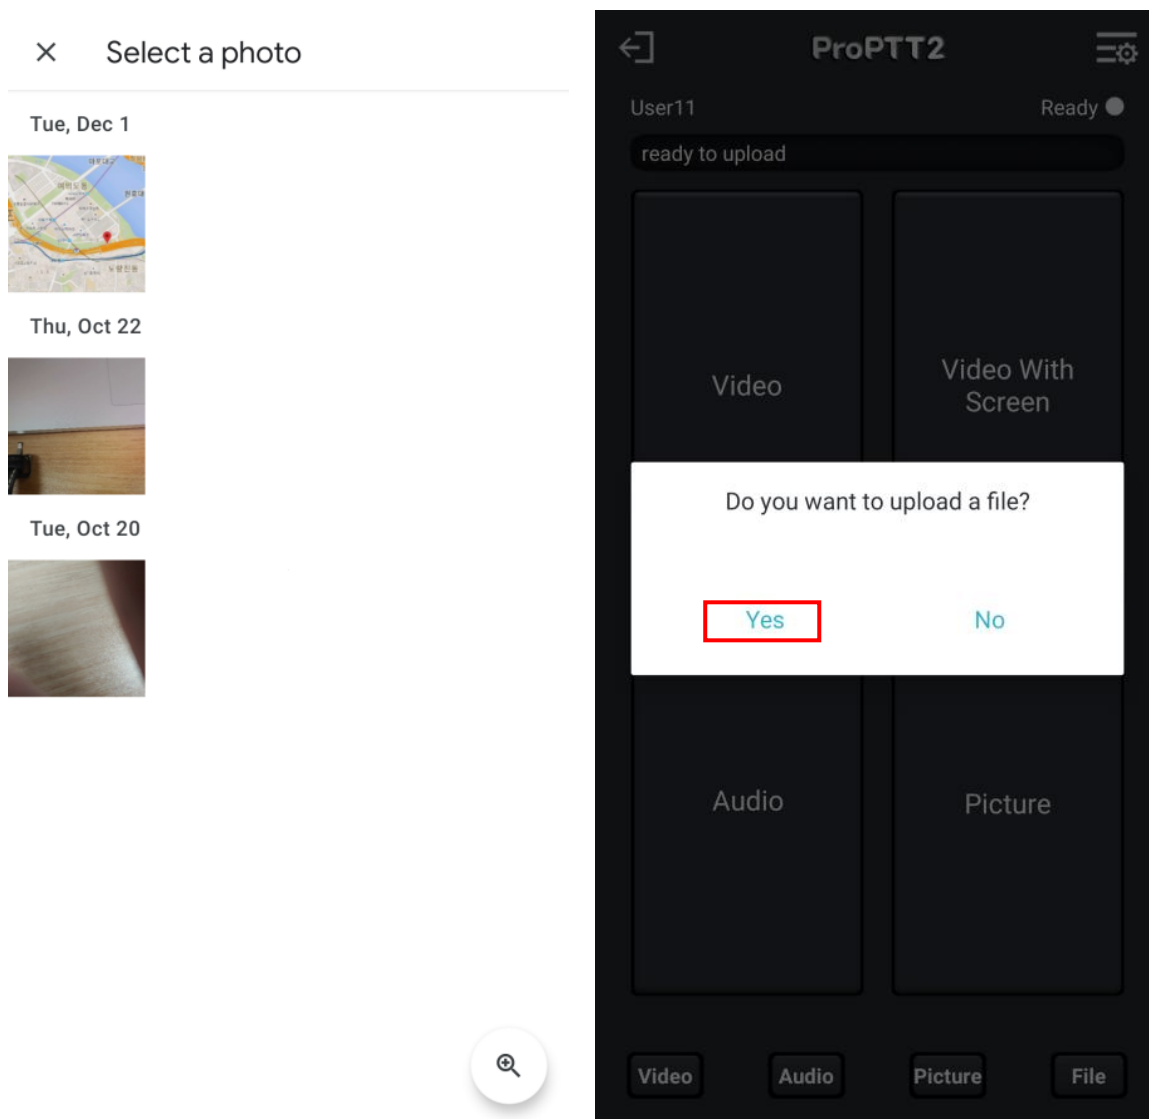 Select a photo
Tue, Dec 1
Thu, Oct 22
Tue, Oct 20
ProPTT2
User11
Ready
ready to upload
Video
Video With
Screen
Do you want to upload a file?
Yes
No
Audio
Picture
Video
Audio
Picture
File